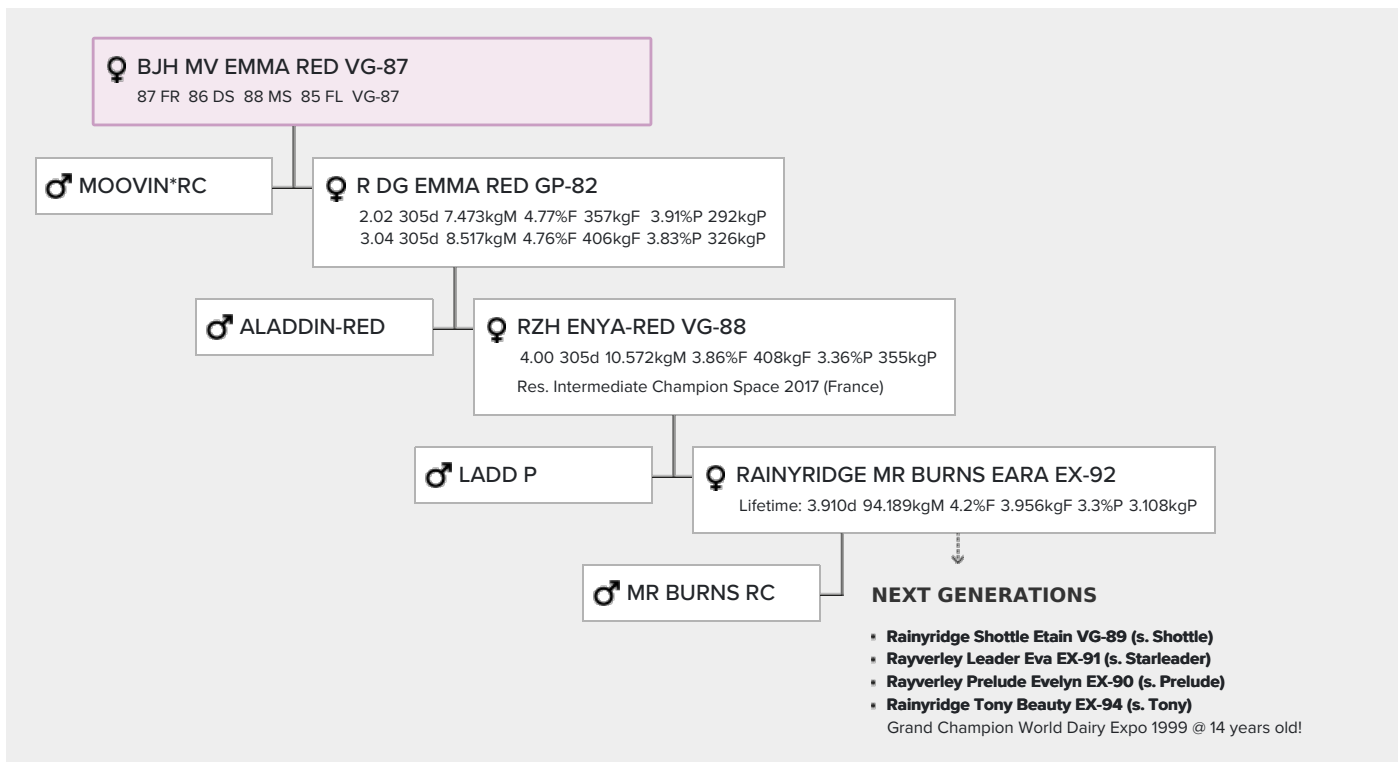 BJH MV EMMA RED VG-87
87 FR 86 DS 88 MS 85 FL VG-87
MOOVIN*RC
R DG EMMA RED GP-82
2.02 305d 7.473kgM 4.77%F 357kgF 3.91%P 292kgP
3.04 305d 8.517kgM 4.76%F 406kgF 3.83%P 326kgP
ALADDIN-RED
RZH ENYA-RED VG-88
4.00 305d 10.572kgM 3.86%F 408kgF 3.36%P 355kgP
Res. Intermediate Champion Space 2017 (France)
LADD P
RAINYRIDGE MR BURNS EARA EX-92
Lifetime: 3.910d 94.189kgM 4.2%F 3.956kgF 3.3%P 3.108kgP
MR BURNS RC
NEXT GENERATIONS
Rainyridge Shottle Etain VG-89 (s. Shottle)
Rayverley Leader Eva EX-91 (s. Starleader)
Rayverley Prelude Evelyn EX-90 (s. Prelude)
Rainyridge Tony Beauty EX-94 (s. Tony)
Grand Champion World Dairy Expo 1999 @ 14 years old!